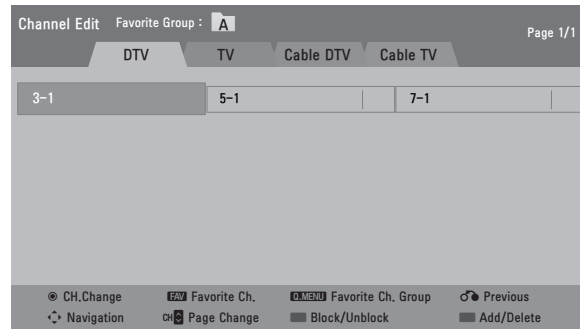 Channel Edit Favorite Group : A
Page 1/1
DTV TV Cable DTV Cable TV
3-1 5-1 7-1
CH.Change FAV Favorite Ch. Q.MENU Favorite Ch. Group Previous
Navigation CH Page Change Block/Unblock Add/Delete